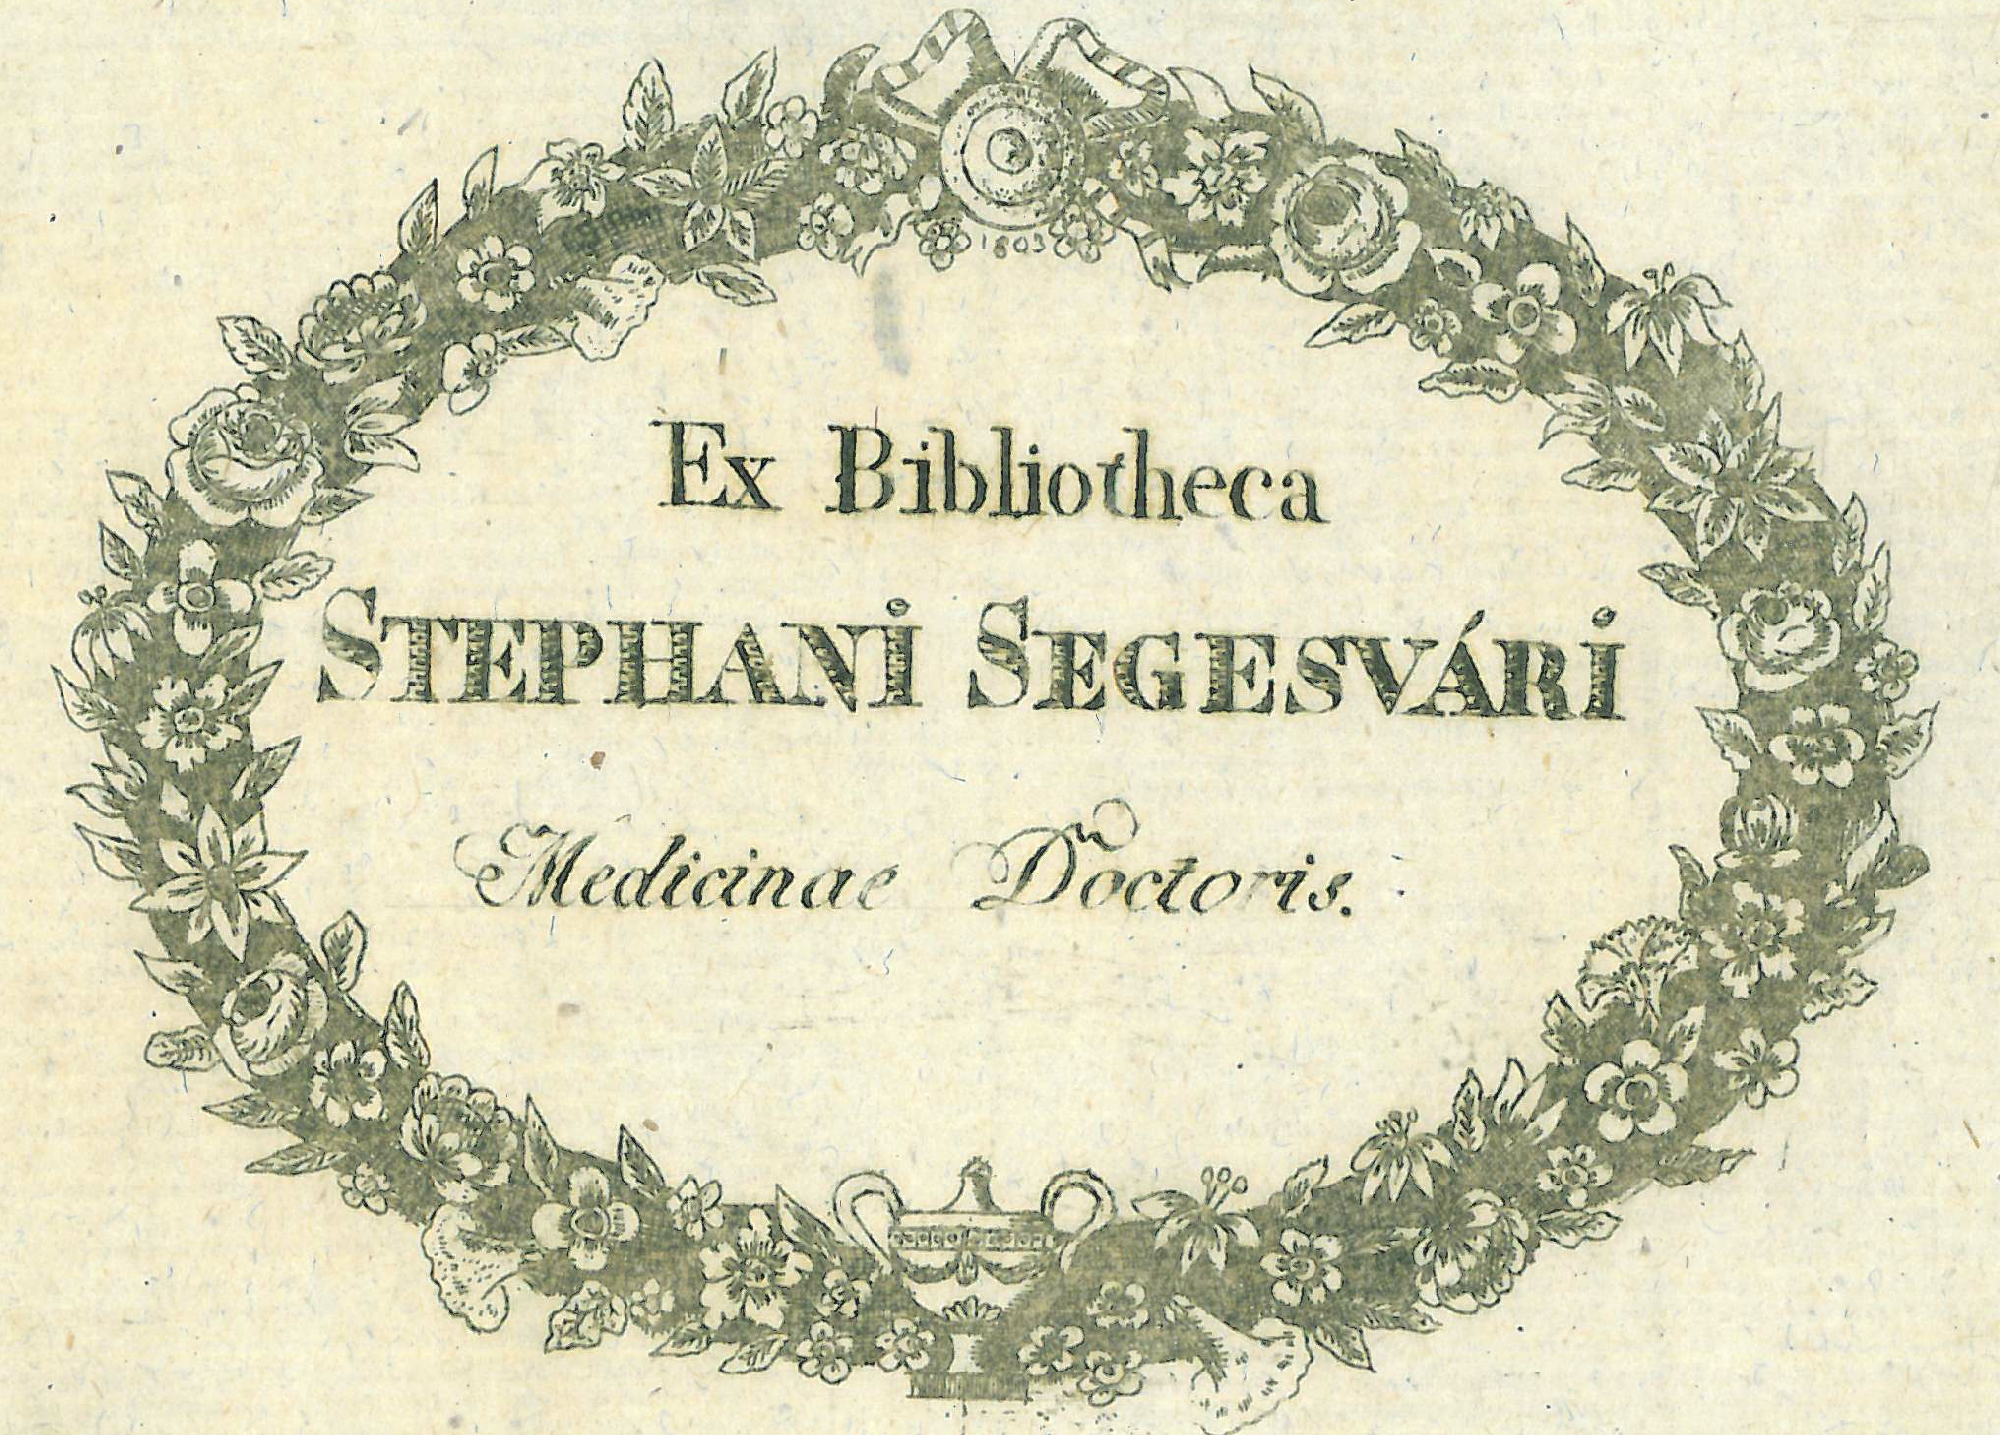 1803
Ex Bibliotheca
STEPHANI SEGESVÁRI
Medicinae Doctoris.